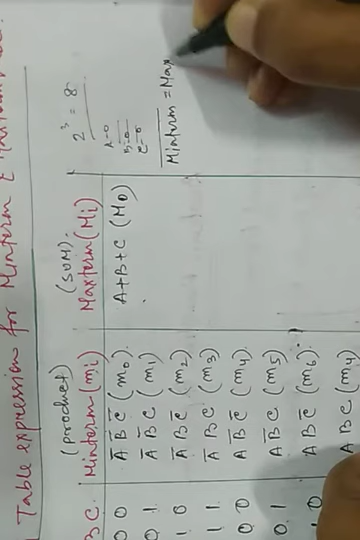 Table expression for Minterm &
(product) (SUM). 2³ = 8
B C. Minterm (mi) Maxterm (Mi) A-0
0 0 A̅ B̅ C̅ (m0). A+B+C (M0) B-0
0 1 A̅ B̅ C (m1) C-0
1 0 A̅ B C̅ (m2) Minterm = Max
1 1 A̅ B C (m3)
0 0 A B̅ C̅ (m4)
0 1 A B̅ C (m5)
1 0 A B C̅ (m6)
A B C (m4)